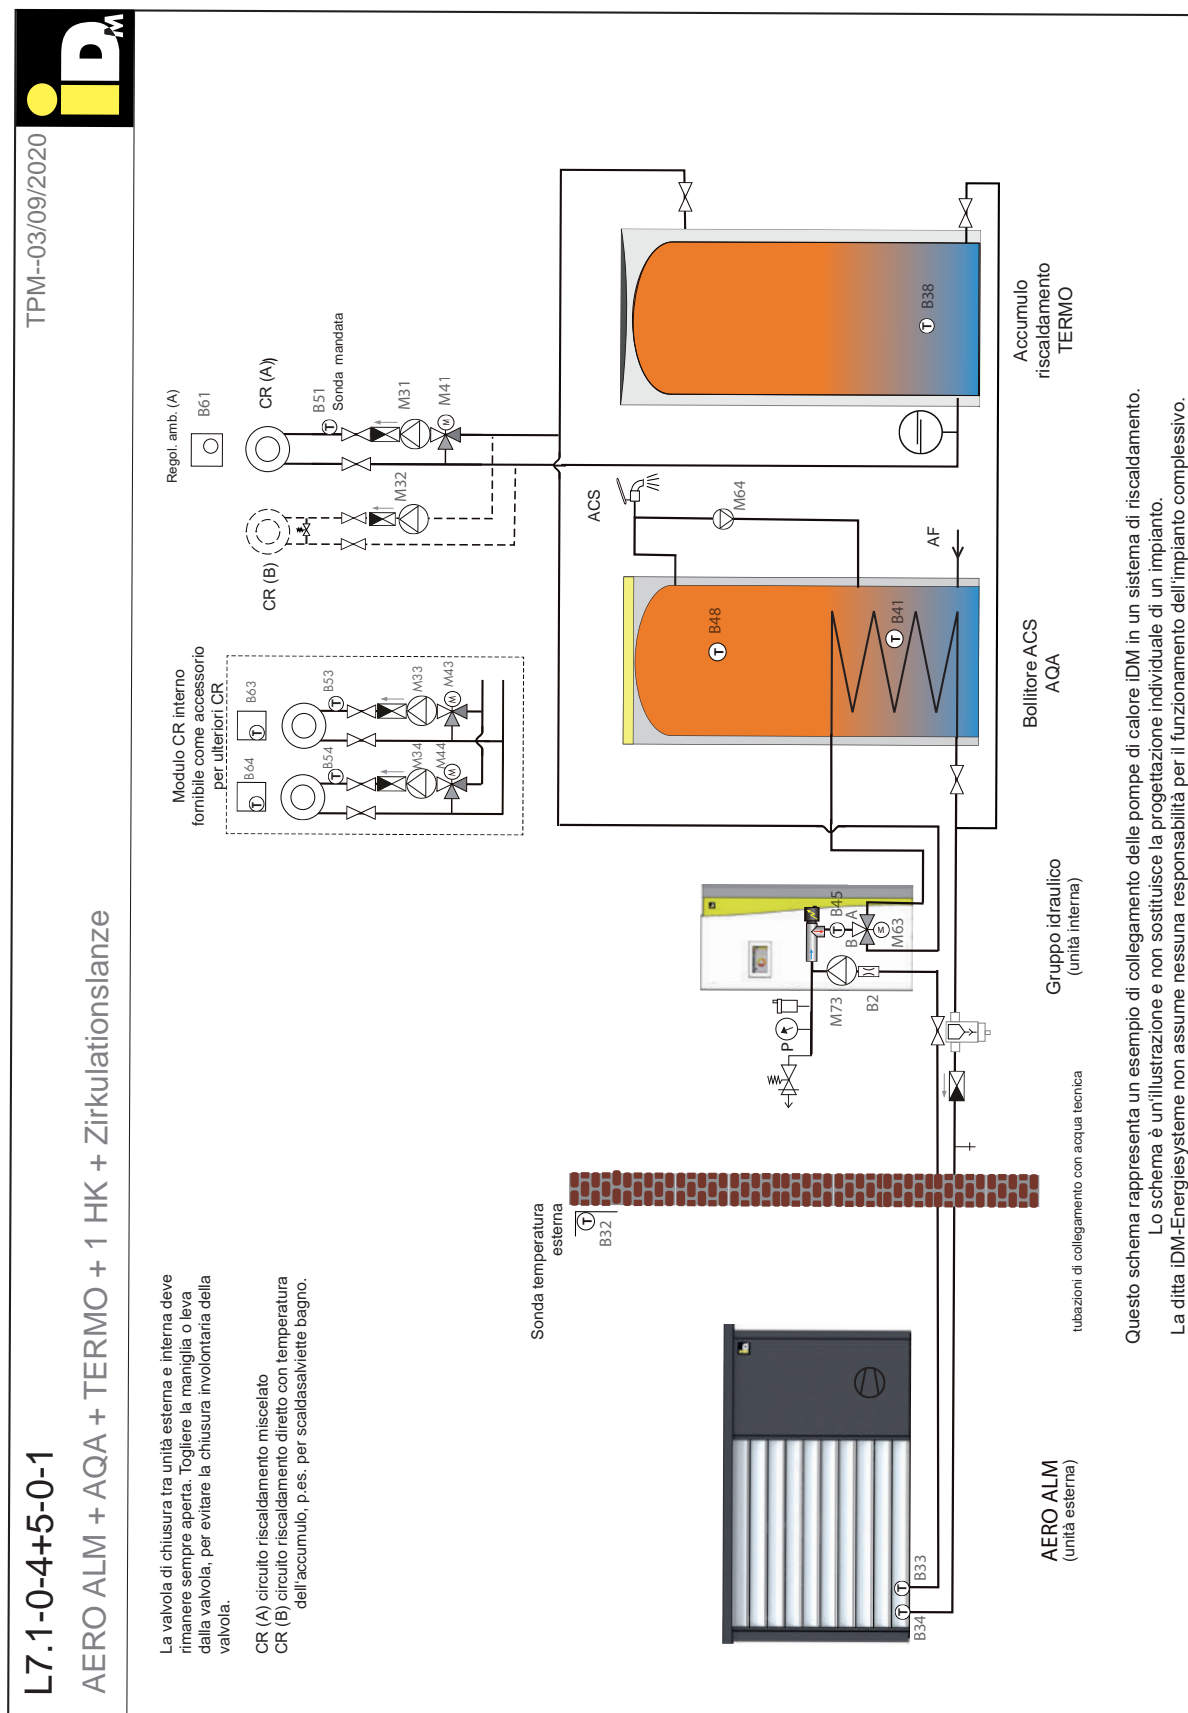 L7.1-0-4+5-0-1
AERO ALM + AQA + TERMO + 1 HK + Zirkulationslanze
TPM--03/09/2020
iDM
La valvola di chiusura tra unità esterna e interna deve
rimanere sempre aperta. Togliere la maniglia o leva
dalla valvola, per evitare la chiusura involontaria della
valvola.
CR (A) circuito riscaldamento miscelato
CR (B) circuito riscaldamento diretto con temperatura
dell'accumulo, p.es. per scaldasalviette bagno.
Modulo CR interno
fornibile come accessorio
per ulteriori CR
B64
B63
B54
B53
M34
M33
M44
M43
M
M
T
T
T
T
Regol. amb. (A)
B61
CR (B)
CR (A)
B51
Sonda mandata
T
M32
M31
M41
M
ACS
M64
AF
B48
T
B41
T
B38
T
Bollitore ACS
AQA
Accumulo
riscaldamento
TERMO
Sonda temperatura
esterna
B32
T
P
M73
B2
B45
T
A
B
M
M63
Gruppo idraulico
(unità interna)
B34
B33
T
T
AERO ALM
(unità esterna)
tubazioni di collegamento con acqua tecnica
Questo schema rappresenta un esempio di collegamento delle pompe di calore iDM in un sistema di riscaldamento.
Lo schema è un'illustrazione e non sostituisce la progettazione individuale di un impianto.
La ditta iDM-Energiesysteme non assume nessuna responsabilità per il funzionamento dell'impianto complessivo.